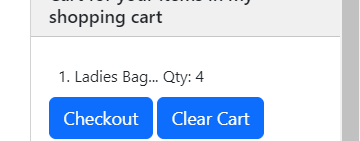 Cart for your items in my
shopping cart
1. Ladies Bag... Qty: 4
Checkout Clear Cart